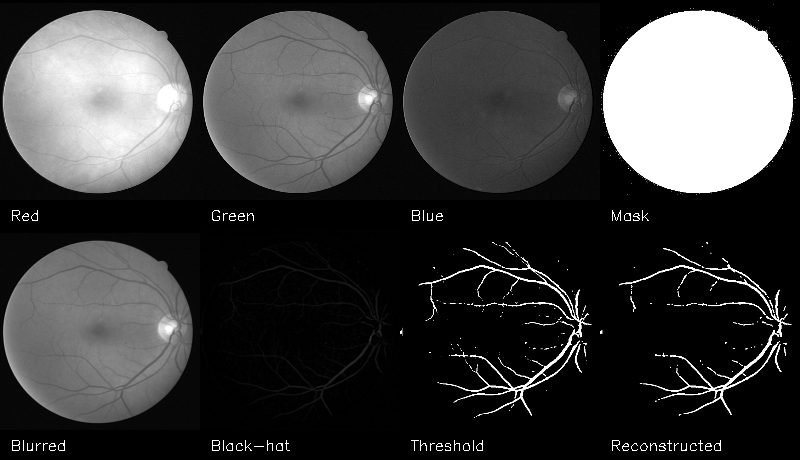 Red
Green
Blue
Mask
Blurred
Black-hat
Threshold
Reconstructed